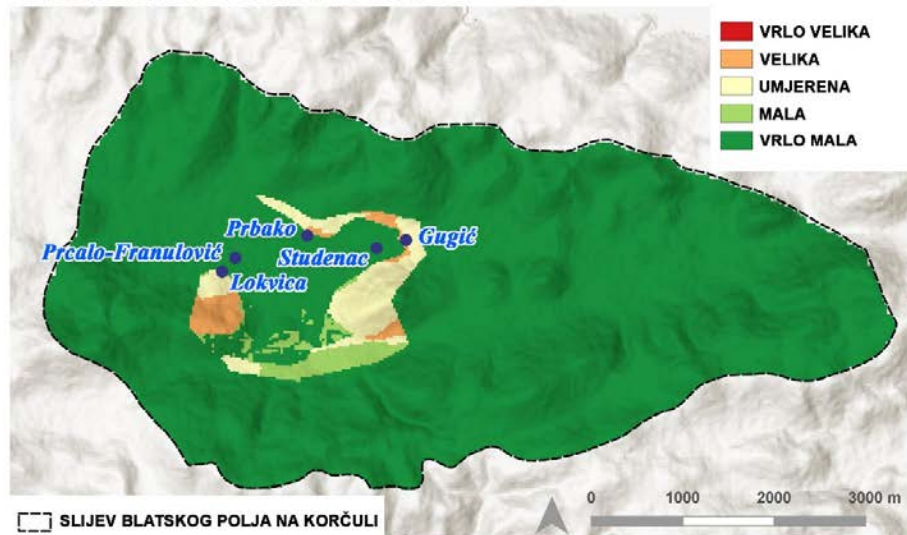 VRLO VELIKA
VELIKA
UMJERENA
MALA
VRLO MALA
Prbako
Gugić
Prcalo-Franulović
Studenac
Lokvica
0 1000 2000 3000 m
SLIJEV BLATSKOG POLJA NA KORČULI